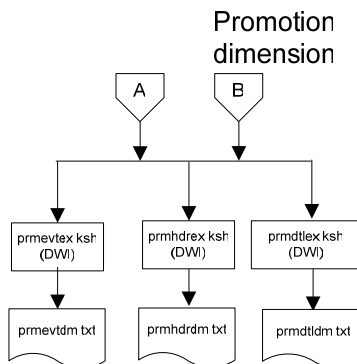 Promotion
dimension
A
B
prmevtex ksh
(DWI)
prmhdrex ksh
(DWI)
prmdtlex ksh
(DWI)
prmevtdm txt
prmhdrdm txt
prmdtldm txt